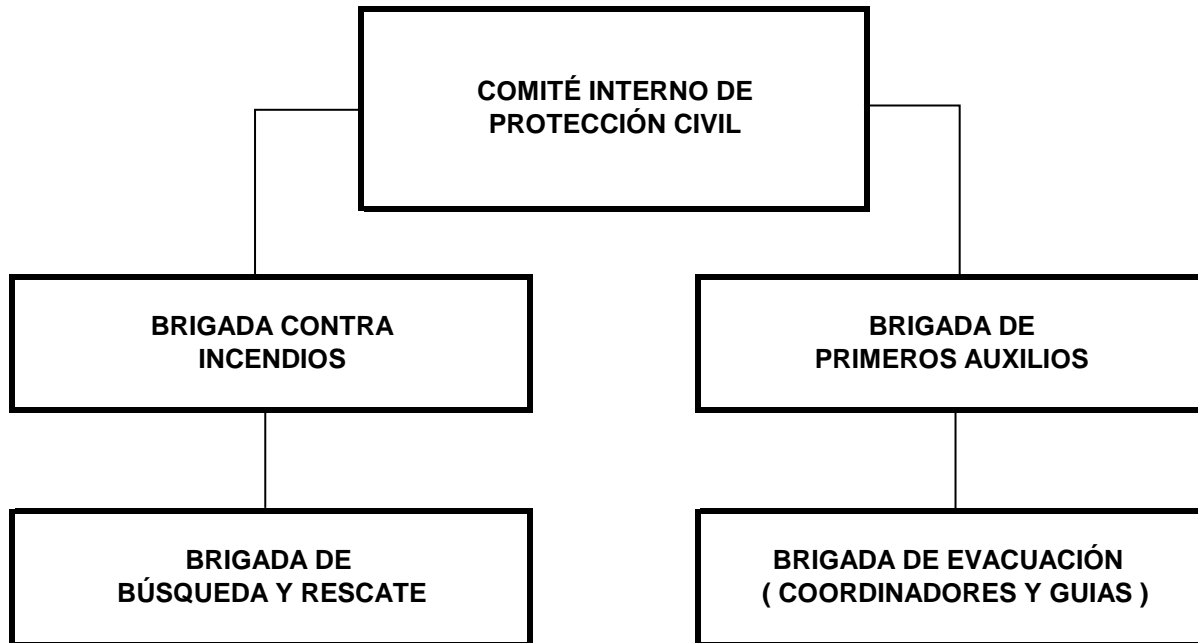 COMITÉ INTERNO DE
PROTECCIÓN CIVIL
BRIGADA CONTRA
INCENDIOS
BRIGADA DE
PRIMEROS AUXILIOS
BRIGADA DE
BÚSQUEDA Y RESCATE
BRIGADA DE EVACUACIÓN
( COORDINADORES Y GUIAS )